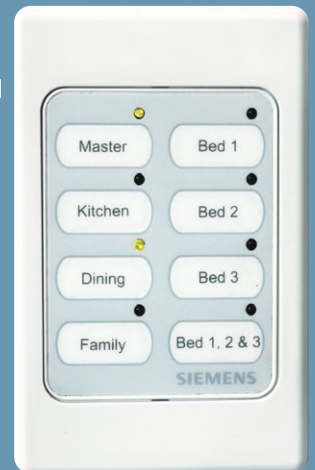 Master
Bed 1
Kitchen
Bed 2
Dining
Bed 3
Family
Bed 1, 2 & 3
SIEMENS